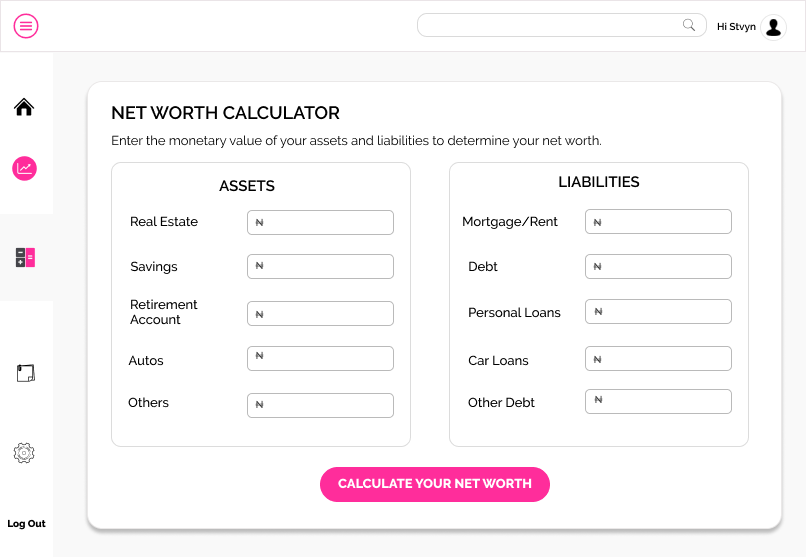 Hi Stvyn
NET WORTH CALCULATOR
Enter the monetary value of your assets and liabilities to determine your net worth.
ASSETS
Real Estate ₦
Savings ₦
Retirement
Account ₦
Autos ₦
Others ₦
LIABILITIES
Mortgage/Rent ₦
Debt ₦
Personal Loans ₦
Car Loans ₦
Other Debt ₦
CALCULATE YOUR NET WORTH
Log Out